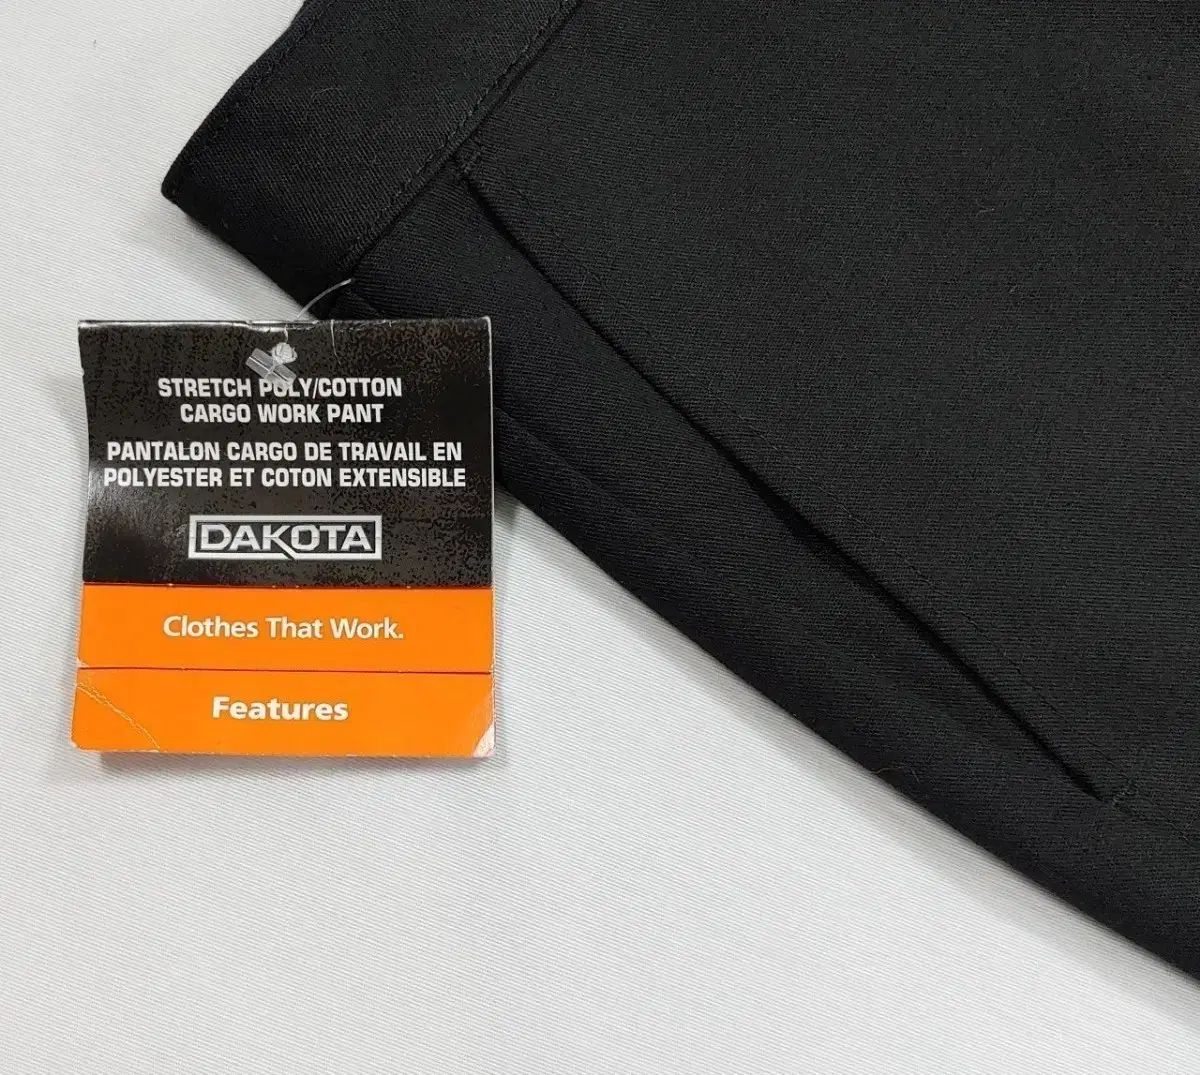 STRETCH POLY/COTTON
CARGO WORK PANT
PANTALON CARGO DE TRAVAIL EN
POLYESTER ET COTON EXTENSIBLE
DAKOTA
Clothes That Work.
Features